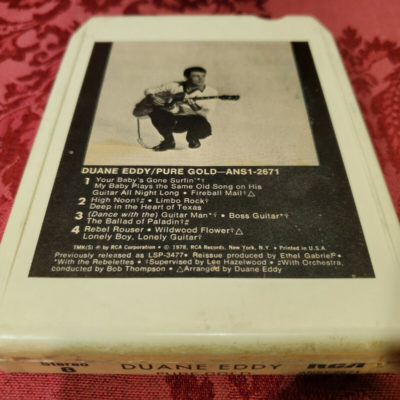 DUANE EDDY/PURE GOLD—ANS1-2671
1 Your Baby's Gone Surfin'*†
My Baby Plays the Same Old Song on His
Guitar All Night Long • Fireball Mail†△
2 High Noon†‡ • Limbo Rock†
Deep in the Heart of Texas
3 (Dance with the) Guitar Man*† • Boss Guitar*†
The Ballad of Paladin†‡
4 Rebel Rouser • Wildwood Flower†△
Lonely Boy, Lonely Guitar†
TMK(S) ® by RCA Corporation • © 1978, RCA Records, New York, N.Y. • Printed in U.S.A.
Previously released as LSP-3477• Reissue produced by Ethel Gabriel•
*With the Rebelettes • †Supervised by Lee Hazelwood • ‡With Orchestra,
conducted by Bob Thompson • △Arranged by Duane Eddy
Stereo
8
DUANE EDDY
PURE GOLD
RCA